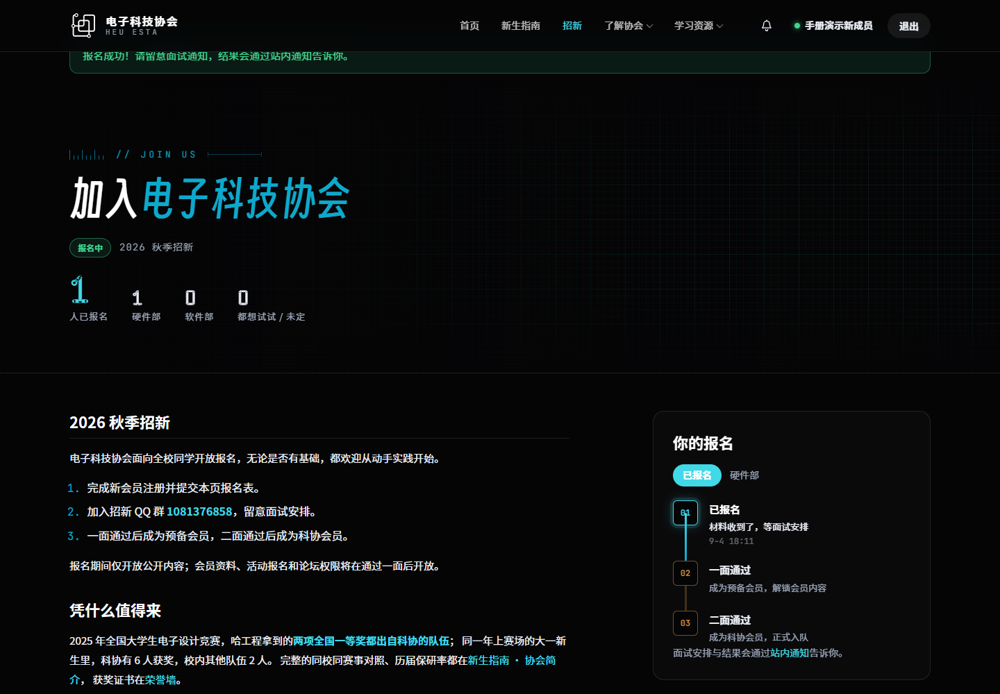 电子科技协会
HEU ESTA
首页
新生指南
招新
了解协会
学习资源
手册演示新成员
退出
报名成功！请留意面试通知，结果会通过站内通知告诉你。
// JOIN US
加入电子科技协会
报名中
2026 秋季招新
1
人已报名
1
硬件部
0
软件部
0
都想试试 / 未定
2026 秋季招新
电子科技协会面向全校同学开放报名，无论是否有基础，都欢迎从动手实践开始。
1. 完成新会员注册并提交本页报名表。
2. 加入招新 QQ 群 1081376858，留意面试安排。
3. 一面通过后成为预备会员，二面通过后成为科协会员。
报名期间仅开放公开内容；会员资料、活动报名和论坛权限将在通过一面后开放。
凭什么值得来
2025 年全国大学生电子设计竞赛，哈工程拿到的两项全国一等奖都出自科协的队伍； 同一年上赛场的大一新
生里，科协有 6 人获奖，校内其他队伍 2 人。 完整的同校同赛事对照、历届保研率都在新生指南 · 协会简
介， 获奖证书在荣誉墙。
你的报名
已报名
硬件部
01
已报名
材料收到了，等面试安排
9-4 18:11
02
一面通过
成为预备会员，解锁会员内容
03
二面通过
成为科协会员，正式入队
面试安排与结果会通过站内通知告诉你。